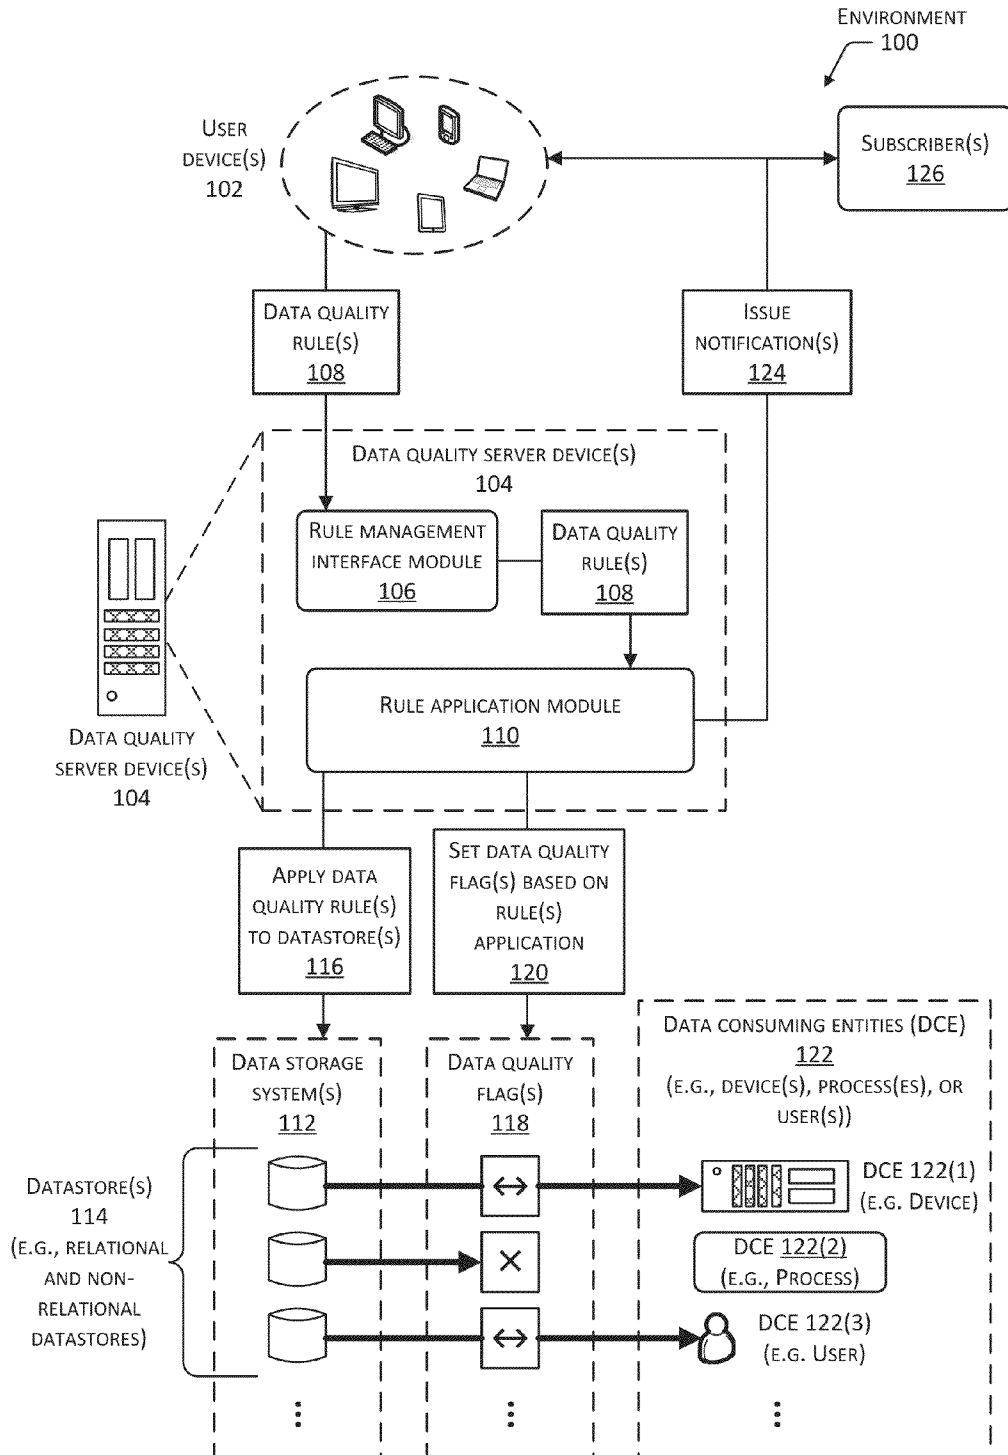 Environment
100
User
device(s)
102
Subscriber(s)
126
Data quality
rule(s)
108
Issue
notification(s)
124
Data quality server device(s)
104
Rule management
interface module
106
Data quality
rule(s)
108
Rule application module
110
Data quality
server device(s)
104
Apply data
quality rule(s)
to datastore(s)
116
Set data quality
flag(s) based on
rule(s)
application
120
Data storage
system(s)
112
Data quality
flag(s)
118
Data consuming entities (DCE)
122
(e.g., device(s), process(es), or
user(s))
Datastore(s)
114
(e.g., relational
and non-
relational
datastores)
DCE 122(1)
(e.g. Device)
DCE 122(2)
(e.g., Process)
DCE 122(3)
(e.g. User)